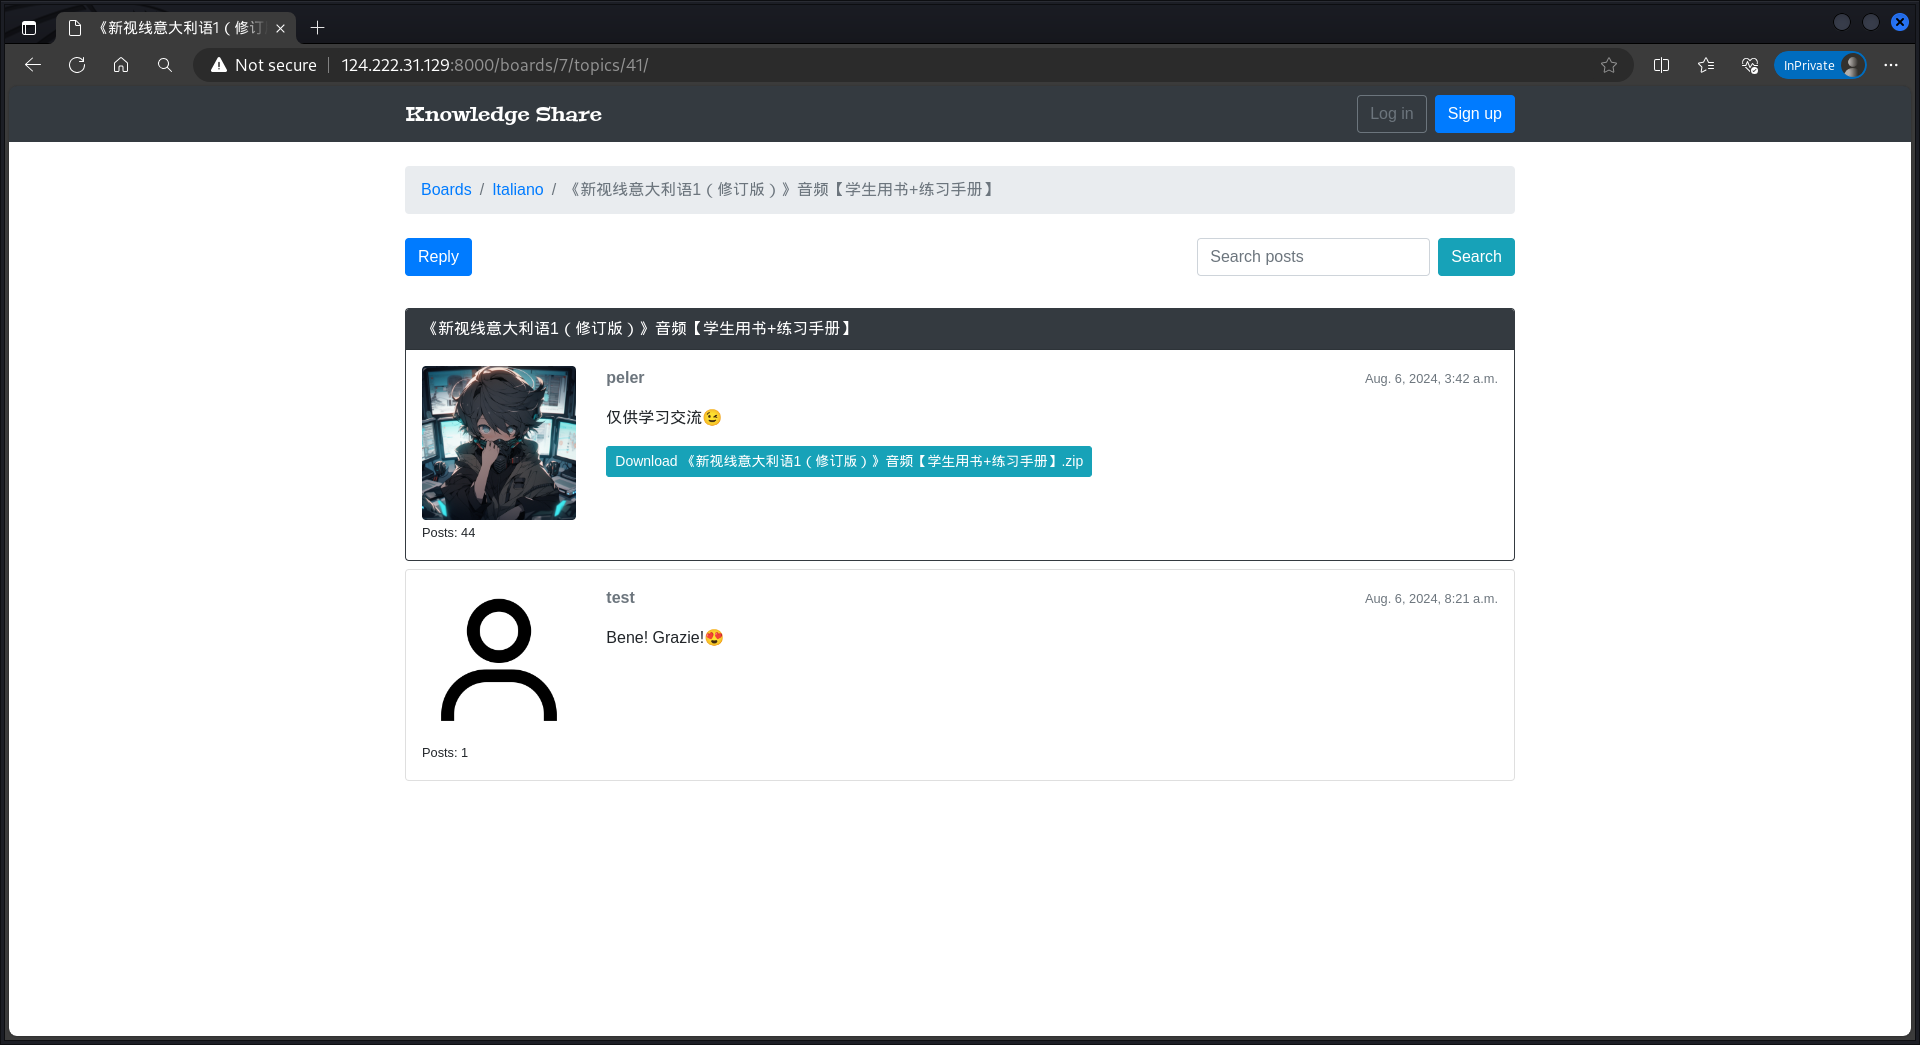 《新视线意大利语1（修订
Not secure
124.222.31.129:8000/boards/7/topics/41/
InPrivate
Knowledge Share
Log in
Sign up
Boards / Italiano / 《新视线意大利语1（修订版）》音频【学生用书+练习手册】
Reply
Search posts
Search
《新视线意大利语1（修订版）》音频【学生用书+练习手册】
peler
Aug. 6, 2024, 3:42 a.m.
仅供学习交流😉
Download 《新视线意大利语1（修订版）》音频【学生用书+练习手册】.zip
Posts: 44
test
Aug. 6, 2024, 8:21 a.m.
Bene! Grazie!😍
Posts: 1